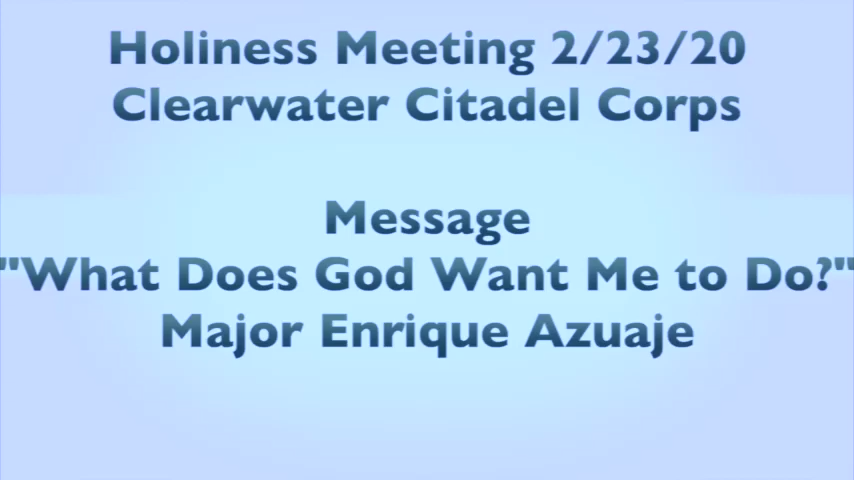 Holiness Meeting 2/23/20
Clearwater Citadel Corps
Message
"What Does God Want Me to Do?"
Major Enrique Azuaje